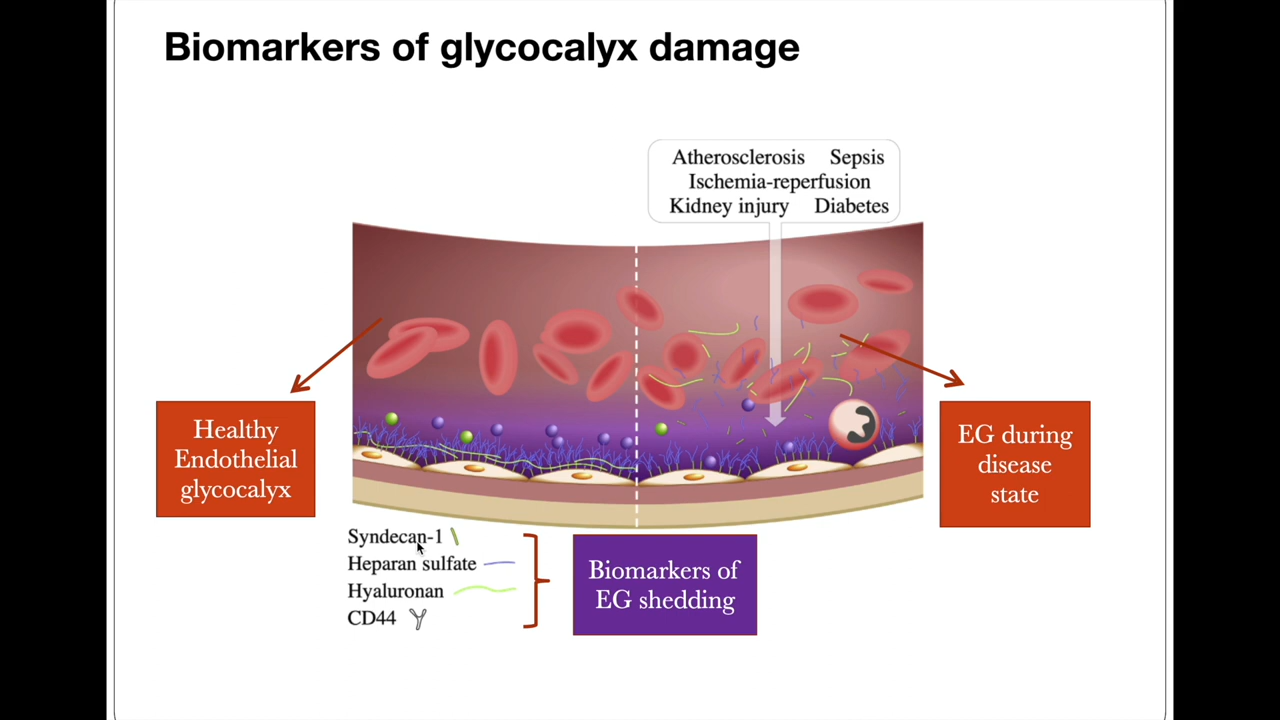 Biomarkers of glycocalyx damage
Atherosclerosis Sepsis
Ischemia-reperfusion
Kidney injury Diabetes
Healthy
Endothelial
glycocalyx
EG during
disease
state
Syndecan-1
Heparan sulfate
Hyaluronan
CD44
Biomarkers of
EG shedding